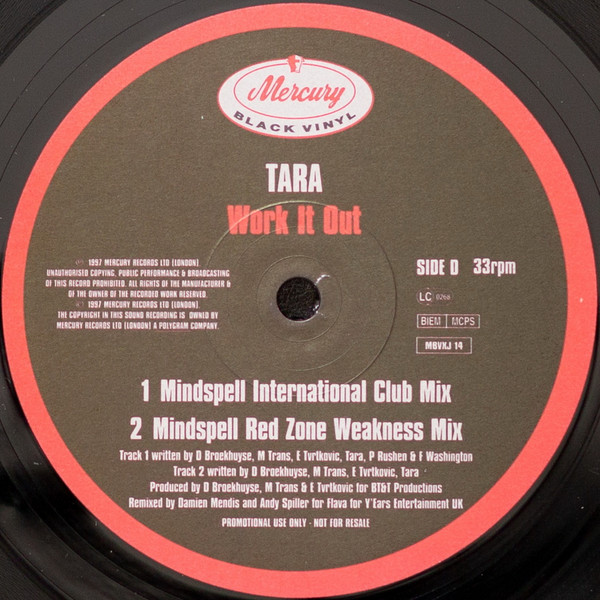 Mercury
BLACK VINYL
TARA
Work It Out
℗ 1997 MERCURY RECORDS LTD (LONDON).
UNAUTHORISED COPYING, PUBLIC PERFORMANCE & BROADCASTING
OF THIS RECORD PROHIBITED. ALL RIGHTS OF THE MANUFACTURER &
OF THE OWNER OF THE RECORDED WORK RESERVED.
© 1997 MERCURY RECORDS LTD (LONDON).
THE COPYRIGHT IN THIS SOUND RECORDING IS OWNED BY
MERCURY RECORDS LTD (LONDON) A POLYGRAM COMPANY.
SIDE D 33rpm
LC 0268
BIEM MCPS
MBVXJ 14
1 Mindspell International Club Mix
2 Mindspell Red Zone Weakness Mix
Track 1 written by D Broekhuyse, M Trans, E Tvrtkovic, Tara, P Rushen & F Washington
Track 2 written by D Broekhuyse, M Trans, E Tvrtkovic, Tara
Produced by D Broekhuyse, M Trans & E Tvrtkovic for BT&T Productions
Remixed by Damien Mendis and Andy Spiller for Flava for Y'Ears Entertainment UK
PROMOTIONAL USE ONLY - NOT FOR RESALE